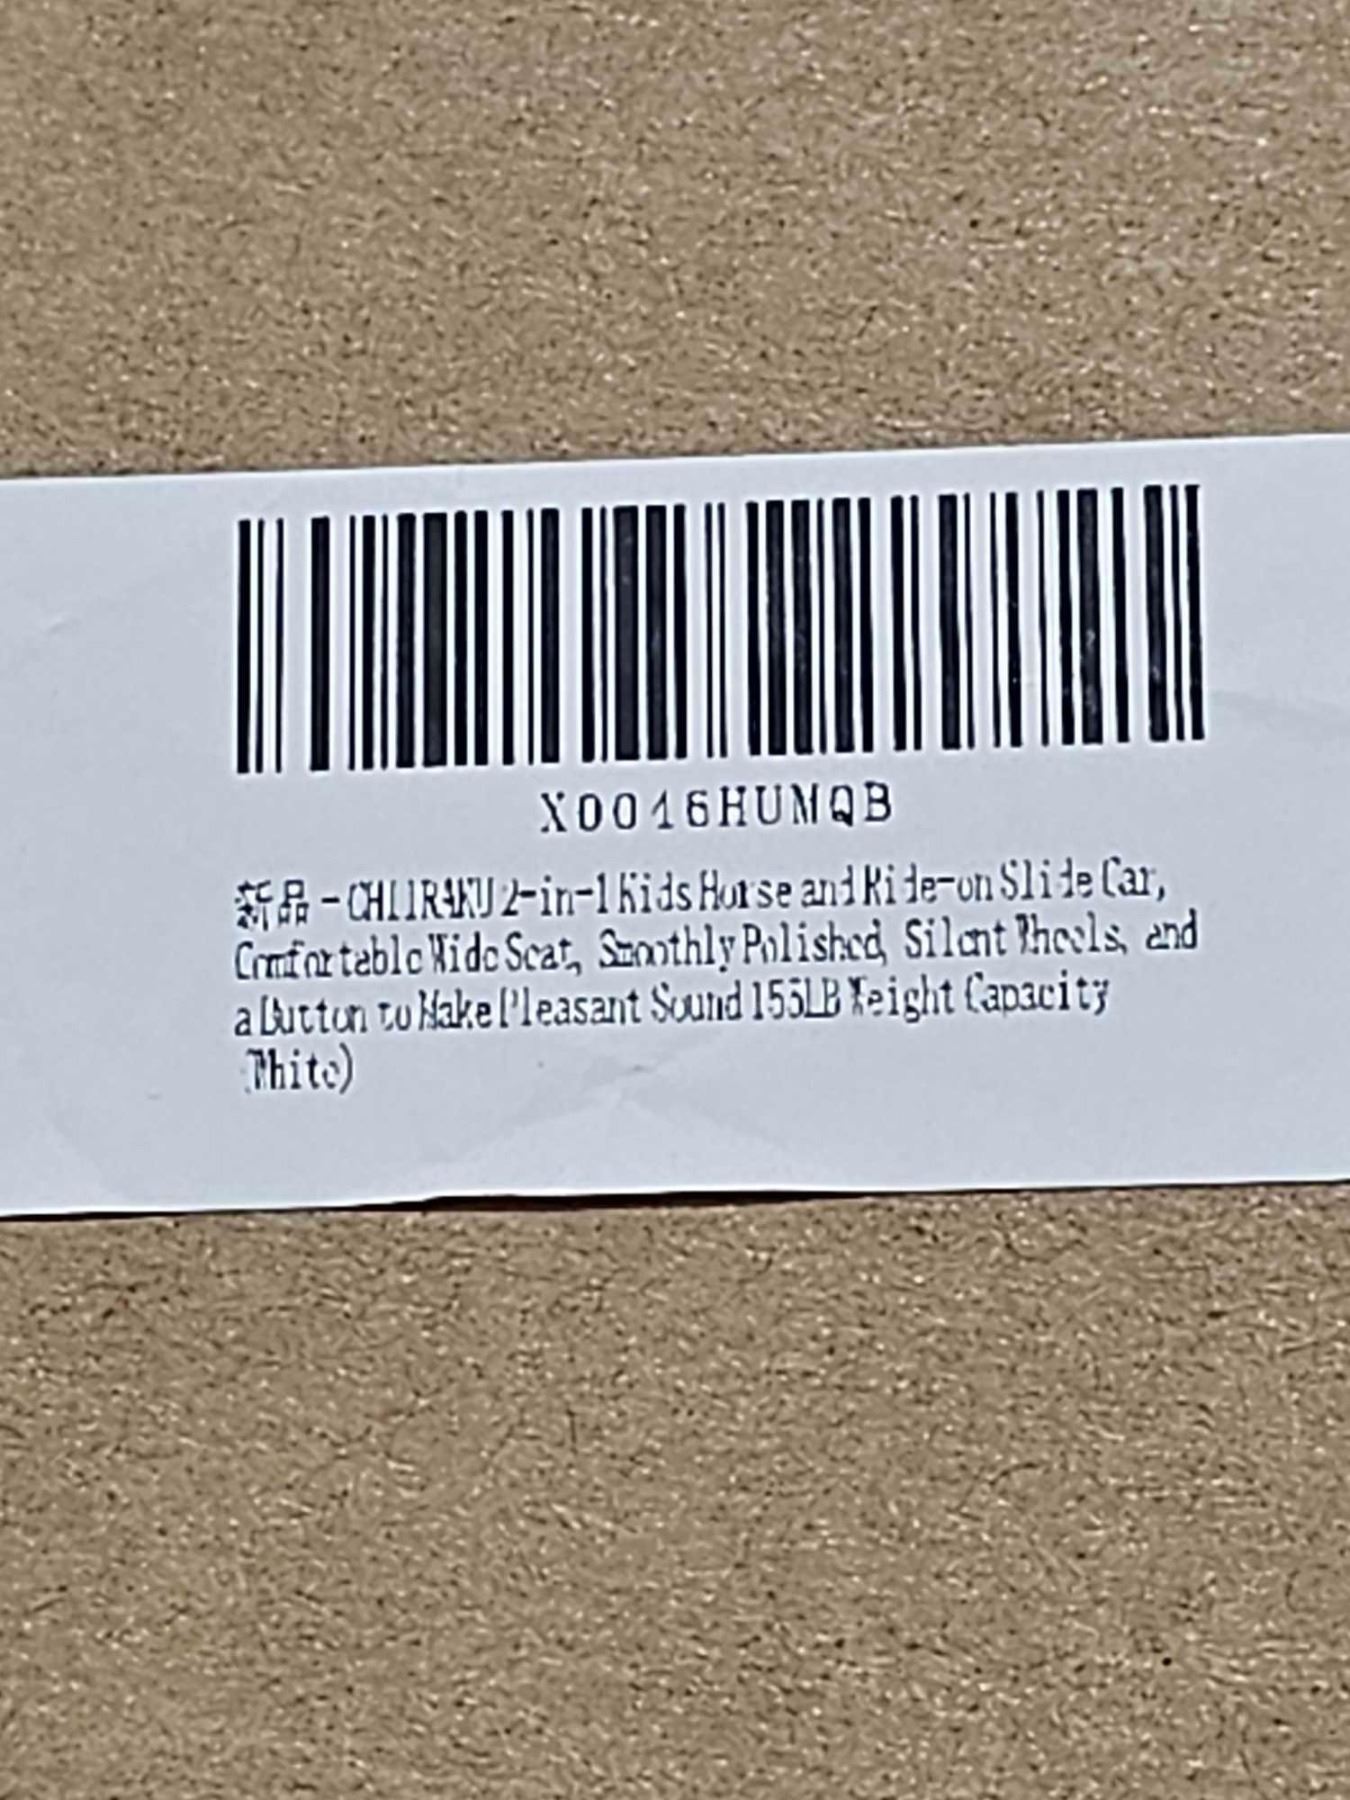 X0046HUMQB
新品 - CHIIRAKU 2-in-1 Kids Horse and Ride-on Slide Car,
Comfortable Wide Seat, Smoothly Polished, Silent Wheels, and
a Button to Make Pleasant Sound 155LB Weight Capacity
White)